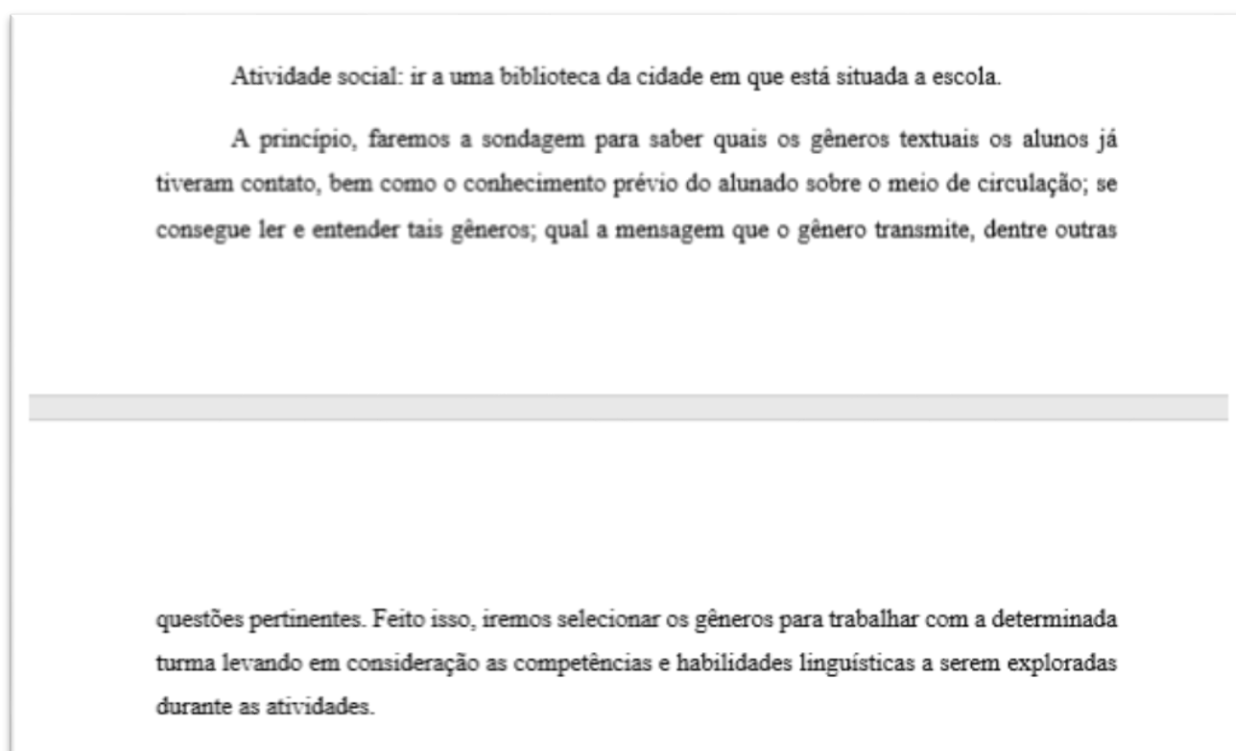 Atividade social: ir a uma biblioteca da cidade em que está situada a escola.
A princípio, faremos a sondagem para saber quais os gêneros textuais os alunos já
tiveram contato, bem como o conhecimento prévio do alunado sobre o meio de circulação; se
consegue ler e entender tais gêneros; qual a mensagem que o gênero transmite, dentre outras
questões pertinentes. Feito isso, iremos selecionar os gêneros para trabalhar com a determinada
turma levando em consideração as competências e habilidades linguísticas a serem exploradas
durante as atividades.